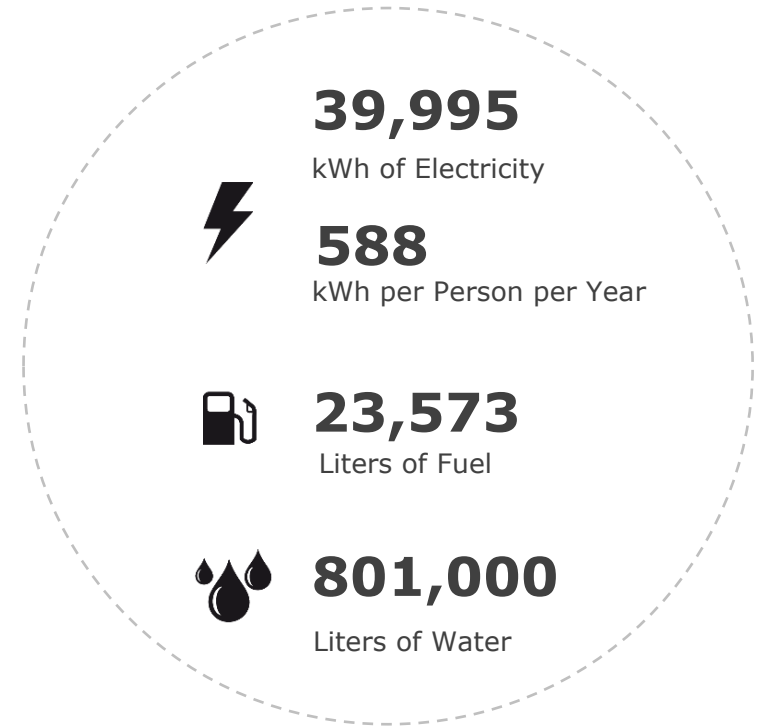 39,995
kWh of Electricity
588
kWh per Person per Year
23,573
Liters of Fuel
801,000
Liters of Water